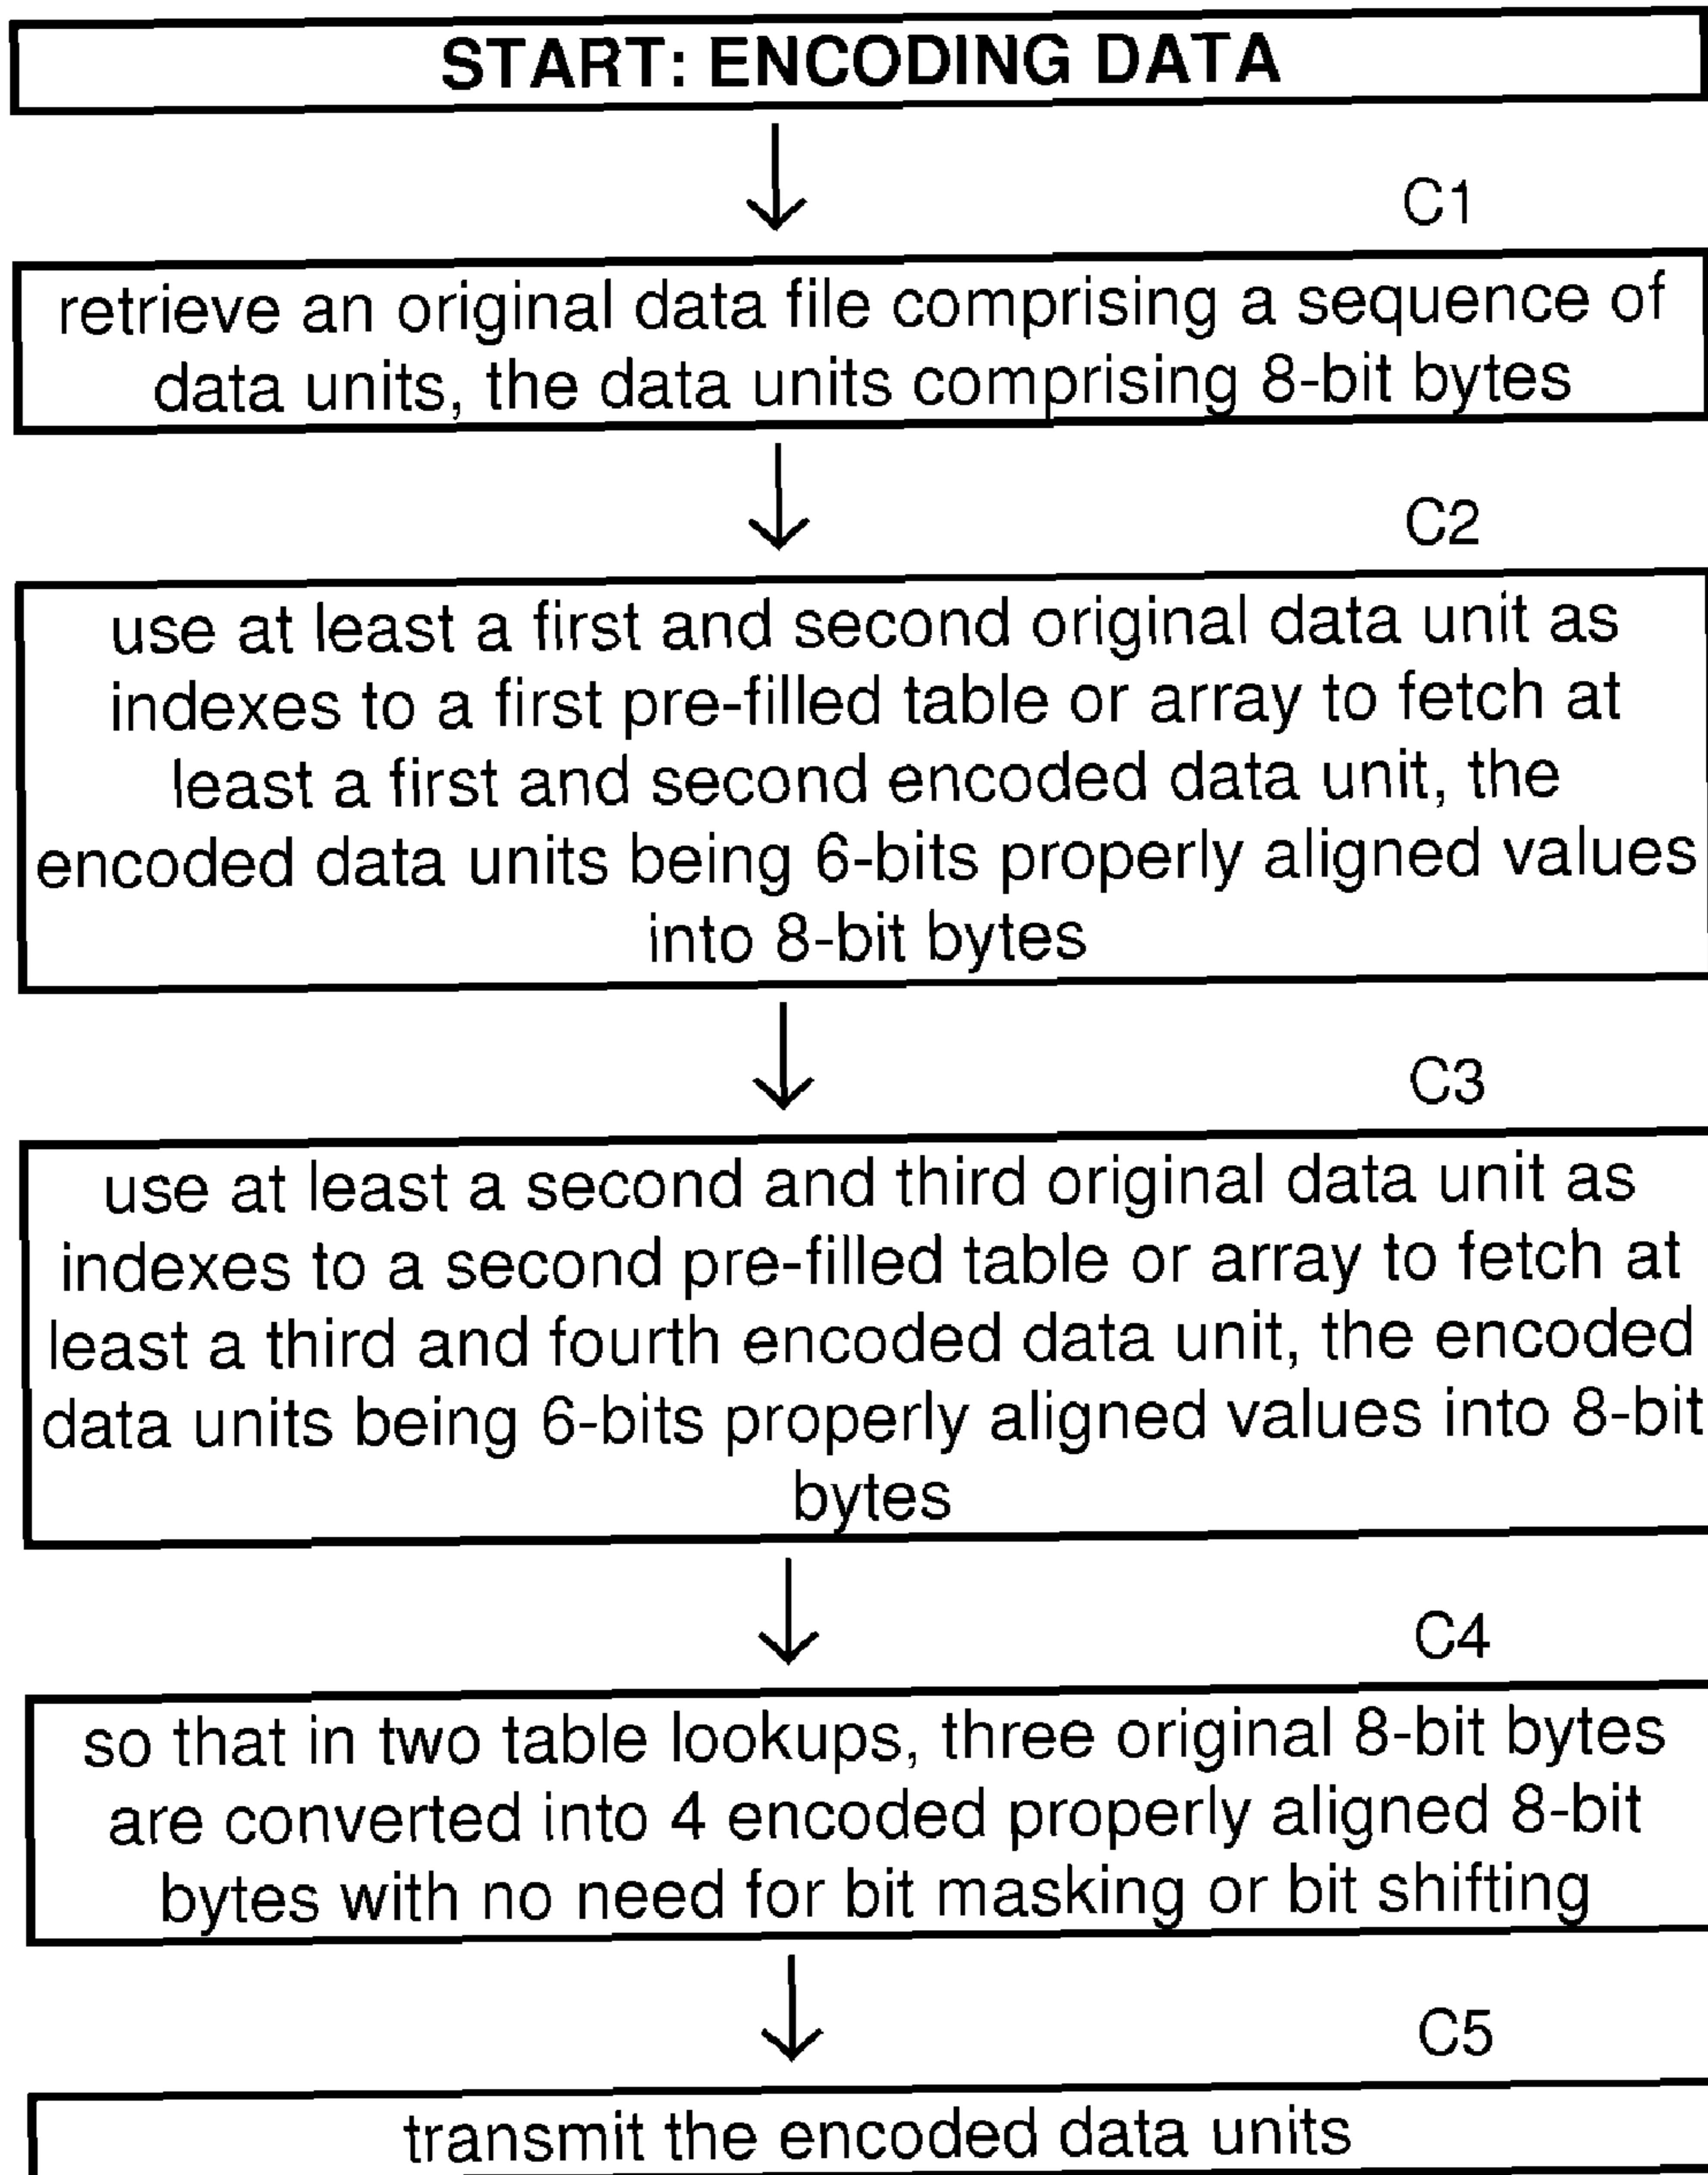 START: ENCODING DATA
C1
retrieve an original data file comprising a sequence of
data units, the data units comprising 8-bit bytes
C2
use at least a first and second original data unit as
indexes to a first pre-filled table or array to fetch at
least a first and second encoded data unit, the
encoded data units being 6-bits properly aligned values
into 8-bit bytes
C3
use at least a second and third original data unit as
indexes to a second pre-filled table or array to fetch at
least a third and fourth encoded data unit, the encoded
data units being 6-bits properly aligned values into 8-bit
bytes
C4
so that in two table lookups, three original 8-bit bytes
are converted into 4 encoded properly aligned 8-bit
bytes with no need for bit masking or bit shifting
C5
transmit the encoded data units